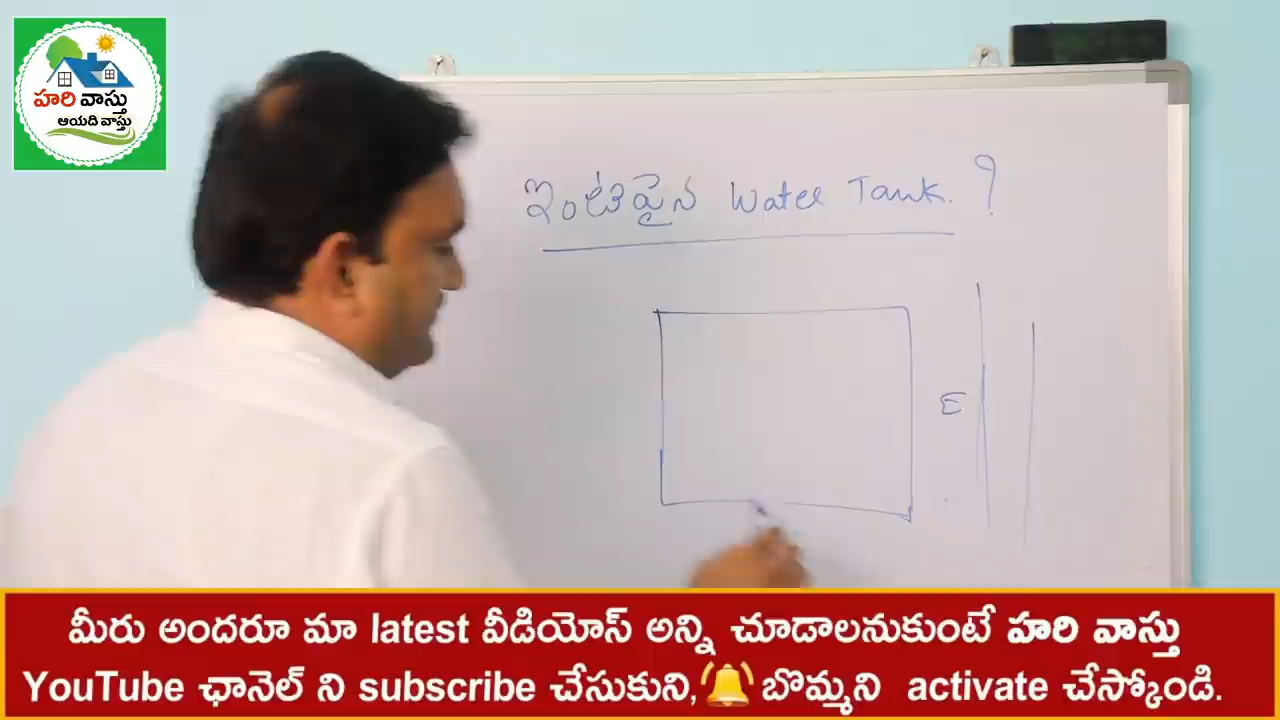 హరి వాస్తు
ఆయది వాస్తు
ఇంటిపైన Water Tank. ?
E
మీరు అందరూ మా latest వీడియోస్ అన్ని చూడాలనుకుంటే హరి వాస్తు
YouTube ఛానెల్ ని subscribe చేసుకుని, బొమ్మని activate చేస్కోండి.